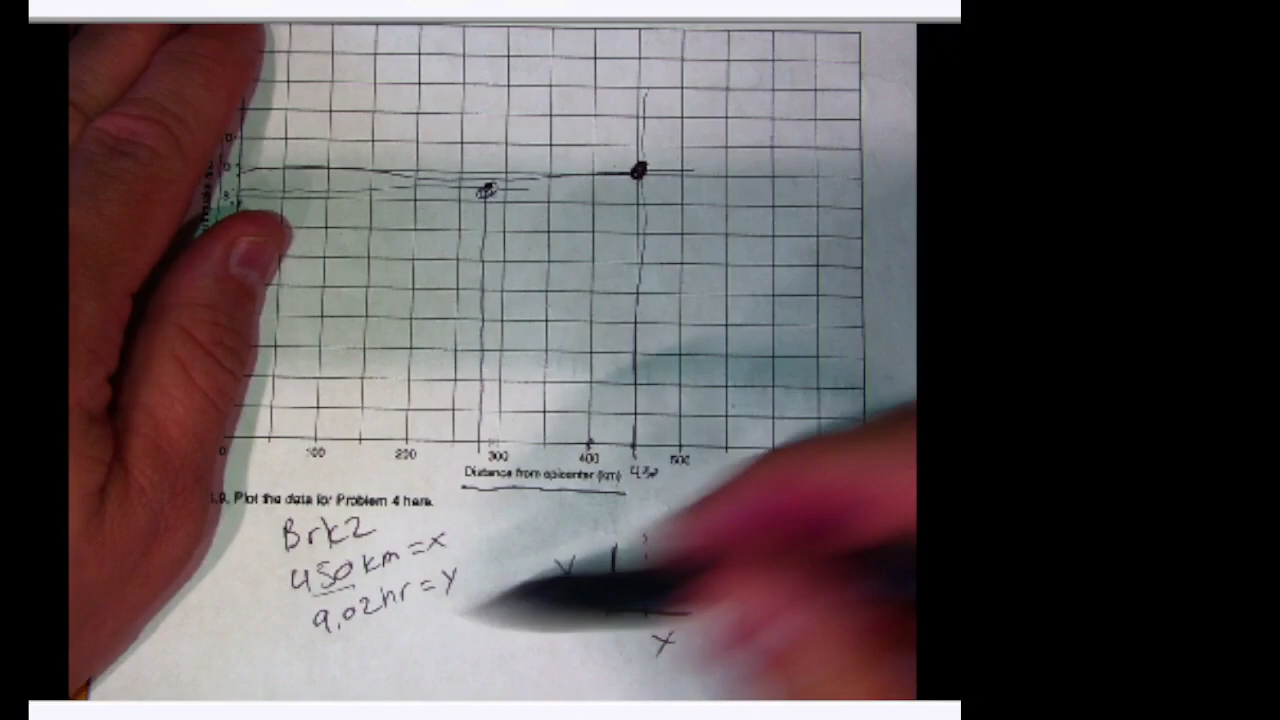 0 100 200 300 400 500
Distance from epicenter (km) 450
Plot the data for Problem 4 here.
Brk2
450 km = x
9.02 hr = y
y
x